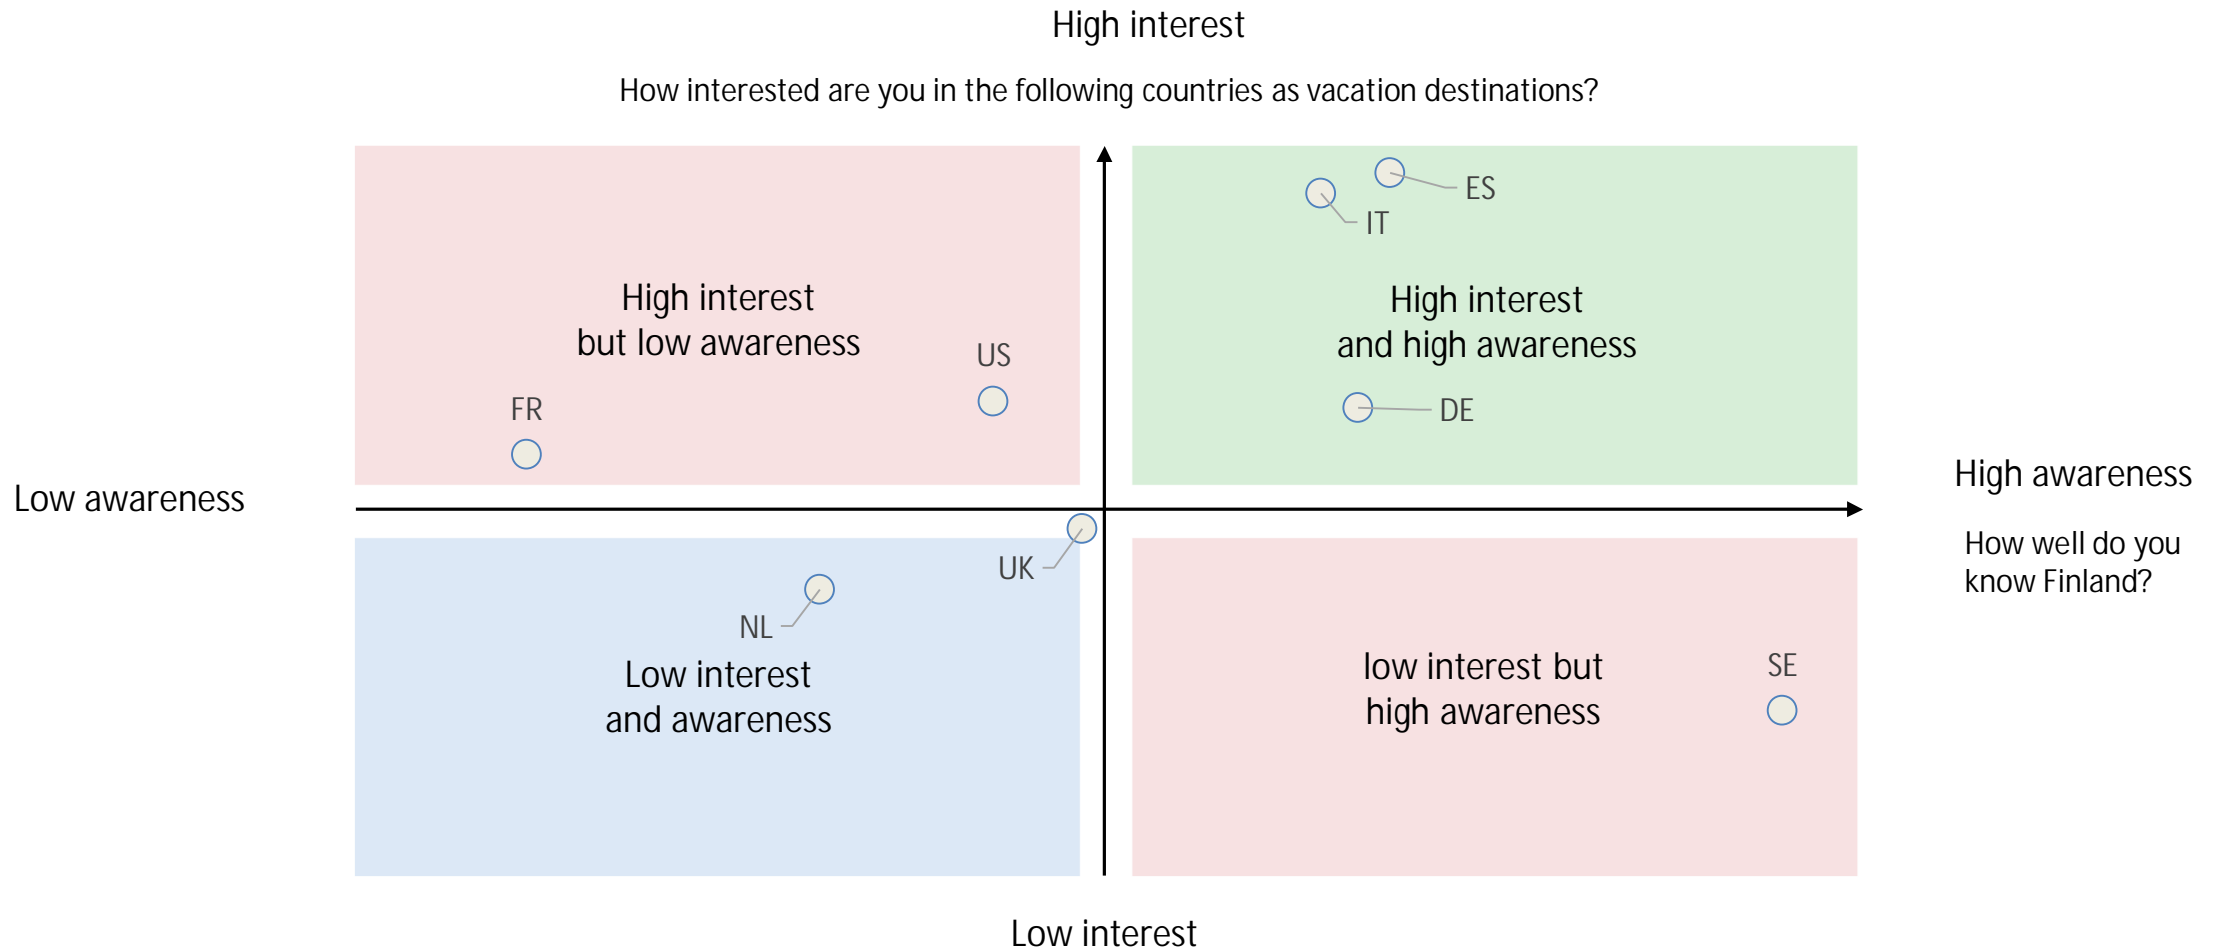 High interest
How interested are you in the following countries as vacation destinations?
ES
IT
High interest
but low awareness
High interest
and high awareness
US
FR
DE
Low awareness
High awareness
How well do you
know Finland?
UK
NL
Low interest
and awareness
low interest but
high awareness
SE
Low interest